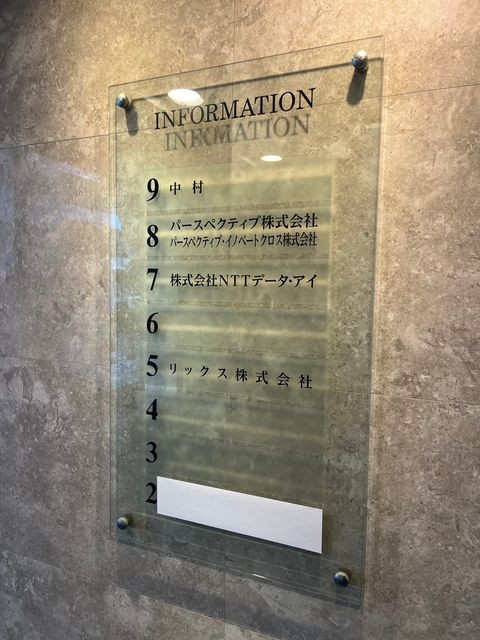 INFORMATION
9 中村
8 パースペクティブ株式会社
パースペクティブ・イノベートクロス株式会社
7 株式会社NTTデータ・アイ
6
5 リックス株式会社
4
3
2